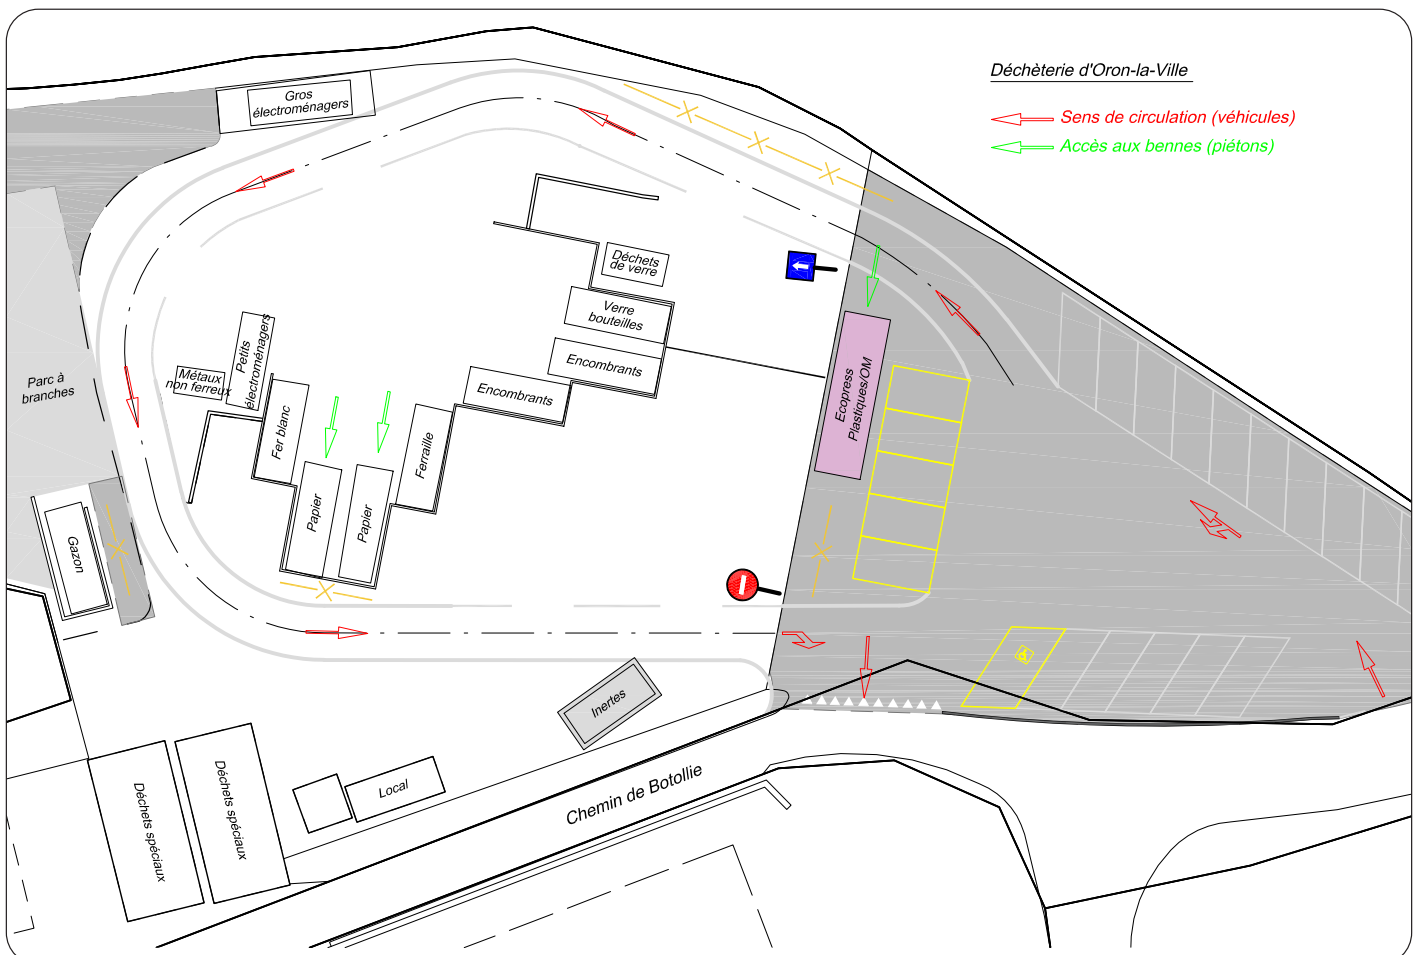 Déchèterie d'Oron-la-Ville
Sens de circulation (véhicules)
Accès aux bennes (piétons)
Gros
électroménagers
Déchets
de verre
Verre
bouteilles
Encombrants
Encombrants
Petits
électroménagers
Métaux
non ferreux
Parc à
branches
Fer blanc
Ferraille
Papier
Papier
Ecopress
Plastiques/OM
Gazon
Inertes
Local
Déchets spéciaux
Déchets spéciaux
Chemin de Botollie